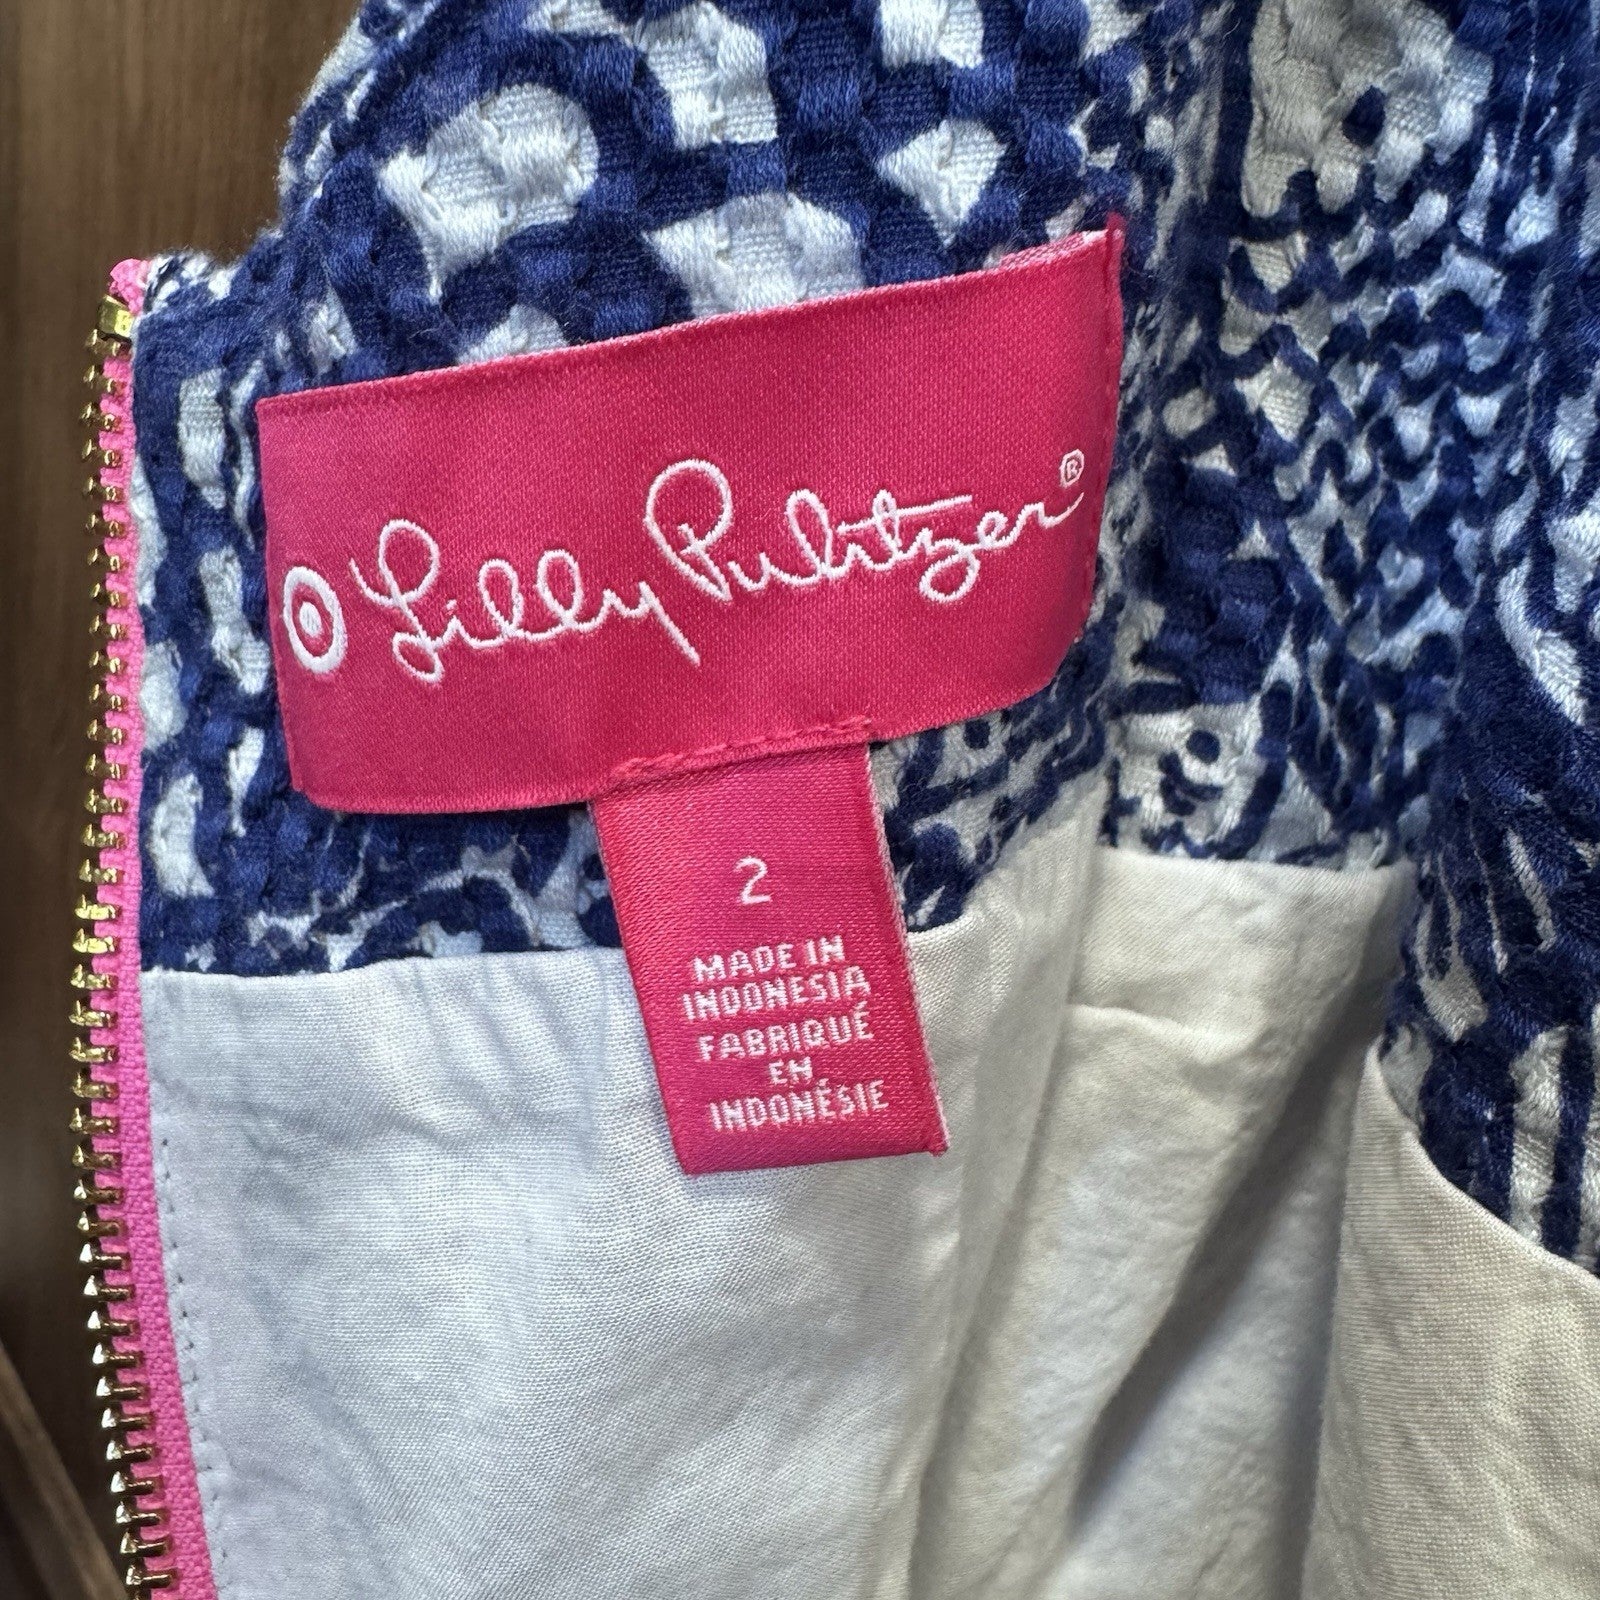 Lilly Pulitzer®
2
MADE IN
INDONESIA
FABRIQUÉ
EN
INDONÉSIE